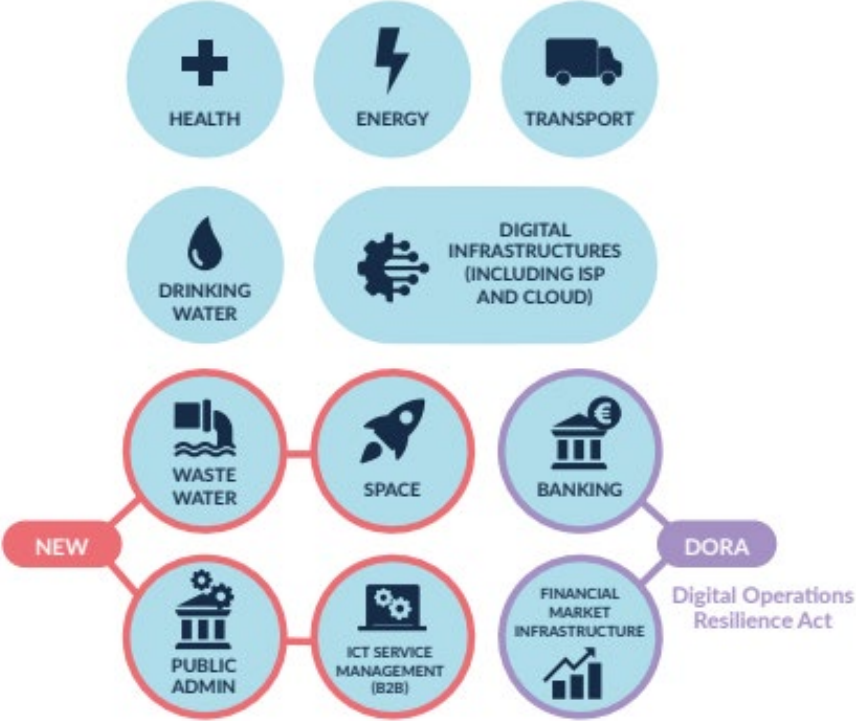 HEALTH
ENERGY
TRANSPORT
DRINKING
WATER
DIGITAL
INFRASTRUCTURES
(INCLUDING ISP
AND CLOUD)
WASTE
WATER
SPACE
BANKING
NEW
DORA
Digital Operations
Resilience Act
PUBLIC
ADMIN
ICT SERVICE
MANAGEMENT
(B2B)
FINANCIAL
MARKET
INFRASTRUCTURE